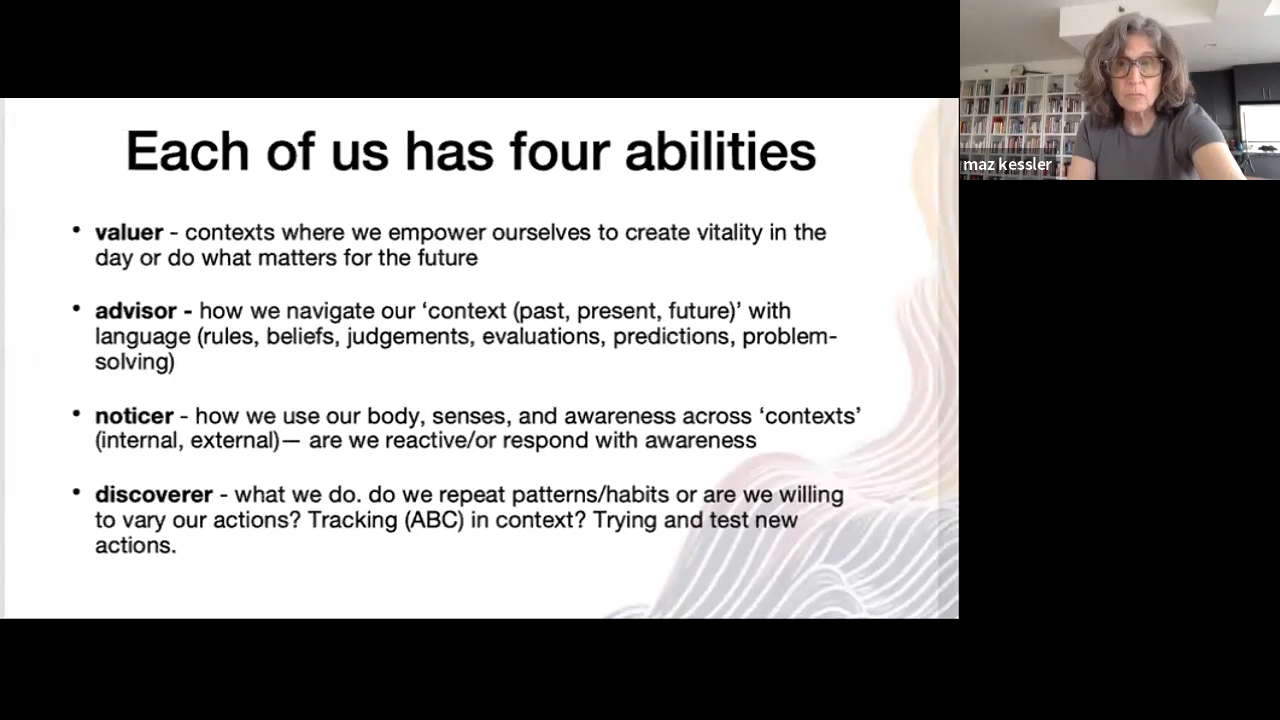 Each of us has four abilities
• valuer - contexts where we empower ourselves to create vitality in the
day or do what matters for the future
• advisor - how we navigate our ‘context (past, present, future)’ with
language (rules, beliefs, judgements, evaluations, predictions, problem-
solving)
• noticer - how we use our body, senses, and awareness across ‘contexts’
(internal, external)— are we reactive/or respond with awareness
• discoverer - what we do. do we repeat patterns/habits or are we willing
to vary our actions? Tracking (ABC) in context? Trying and test new
actions.
maz kessler